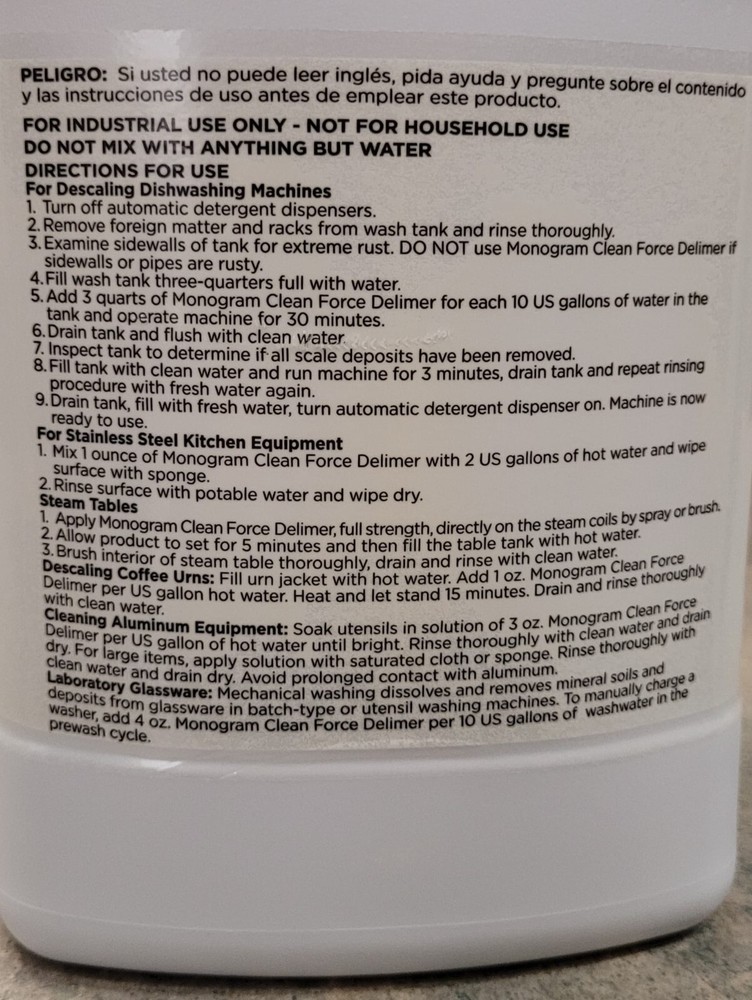 PELIGRO: Si usted no puede leer inglés, pida ayuda y pregunte sobre el contenido
y las instrucciones de uso antes de emplear este producto.
FOR INDUSTRIAL USE ONLY - NOT FOR HOUSEHOLD USE
DO NOT MIX WITH ANYTHING BUT WATER
DIRECTIONS FOR USE
For Descaling Dishwashing Machines
1. Turn off automatic detergent dispensers.
2. Remove foreign matter and racks from wash tank and rinse thoroughly.
3. Examine sidewalls of tank for extreme rust. DO NOT use Monogram Clean Force Delimer if
sidewalls or pipes are rusty.
4. Fill wash tank three-quarters full with water.
5. Add 3 quarts of Monogram Clean Force Delimer for each 10 US gallons of water in the
tank and operate machine for 30 minutes.
6. Drain tank and flush with clean water.
7. Inspect tank to determine if all scale deposits have been removed.
8. Fill tank with clean water and run machine for 3 minutes, drain tank and repeat rinsing
procedure with fresh water again.
9. Drain tank, fill with fresh water, turn automatic detergent dispenser on. Machine is now
ready to use.
For Stainless Steel Kitchen Equipment
1. Mix 1 ounce of Monogram Clean Force Delimer with 2 US gallons of hot water and wipe
surface with sponge.
2. Rinse surface with potable water and wipe dry.
Steam Tables
1. Apply Monogram Clean Force Delimer, full strength, directly on the steam coils by spray or brush.
2. Allow product to set for 5 minutes and then fill the table tank with hot water.
3. Brush interior of steam table thoroughly, drain and rinse with clean water.
Descaling Coffee Urns: Fill urn jacket with hot water. Add 1 oz. Monogram Clean Force
Delimer per US gallon hot water. Heat and let stand 15 minutes. Drain and rinse thoroughly
with clean water.
Cleaning Aluminum Equipment: Soak utensils in solution of 3 oz. Monogram Clean Force
Delimer per US gallon of hot water until bright. Rinse thoroughly with clean water and drain
dry. For large items, apply solution with saturated cloth or sponge. Rinse thoroughly with
clean water and drain dry. Avoid prolonged contact with aluminum.
Laboratory Glassware: Mechanical washing dissolves and removes mineral soils and
deposits from glassware in batch-type or utensil washing machines. To manually charge a
washer, add 4 oz. Monogram Clean Force Delimer per 10 US gallons of washwater in the
prewash cycle.